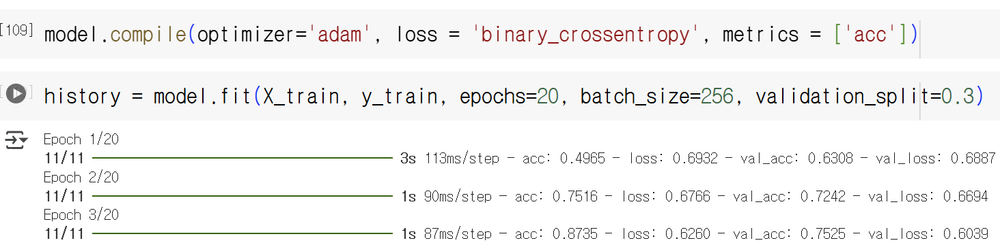 [109] model.compile(optimizer='adam', loss = 'binary_crossentropy', metrics = ['acc'])
history = model.fit(X_train, y_train, epochs=20, batch_size=256, validation_split=0.3)
Epoch 1/20
11/11 3s 113ms/step - acc: 0.4965 - loss: 0.6932 - val_acc: 0.6308 - val_loss: 0.6887
Epoch 2/20
11/11 1s 90ms/step - acc: 0.7516 - loss: 0.6766 - val_acc: 0.7242 - val_loss: 0.6694
Epoch 3/20
11/11 1s 87ms/step - acc: 0.8735 - loss: 0.6260 - val_acc: 0.7525 - val_loss: 0.6039